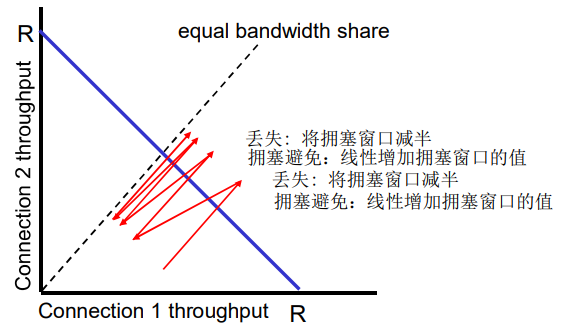 equal bandwidth share
R
Connection 2 throughput
丢失: 将拥塞窗口减半
拥塞避免: 线性增加拥塞窗口的值
丢失: 将拥塞窗口减半
拥塞避免: 线性增加拥塞窗口的值
Connection 1 throughput
R